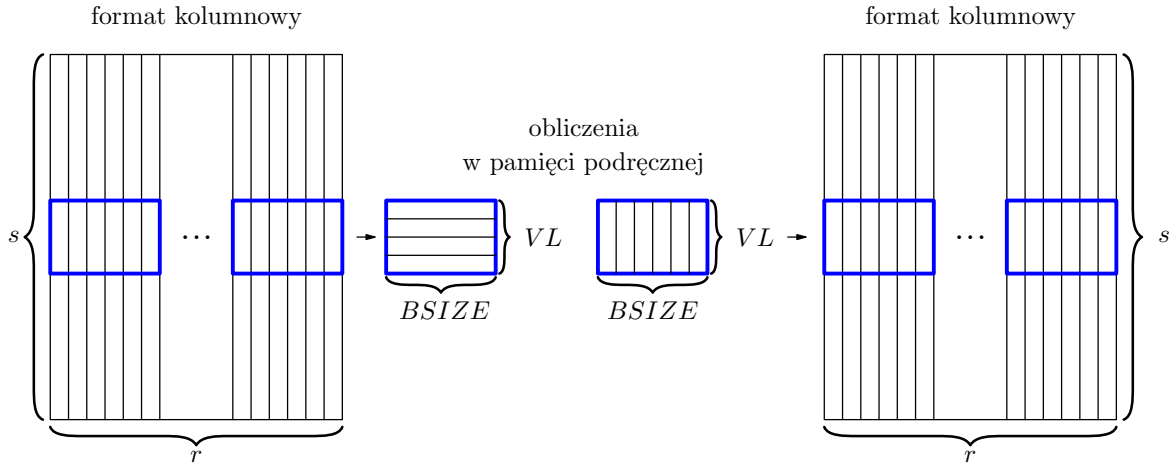 format kolumnowy
format kolumnowy
obliczenia
w pamięci podręcznej
s
...
VL
VL
...
s
BSIZE
BSIZE
r
r